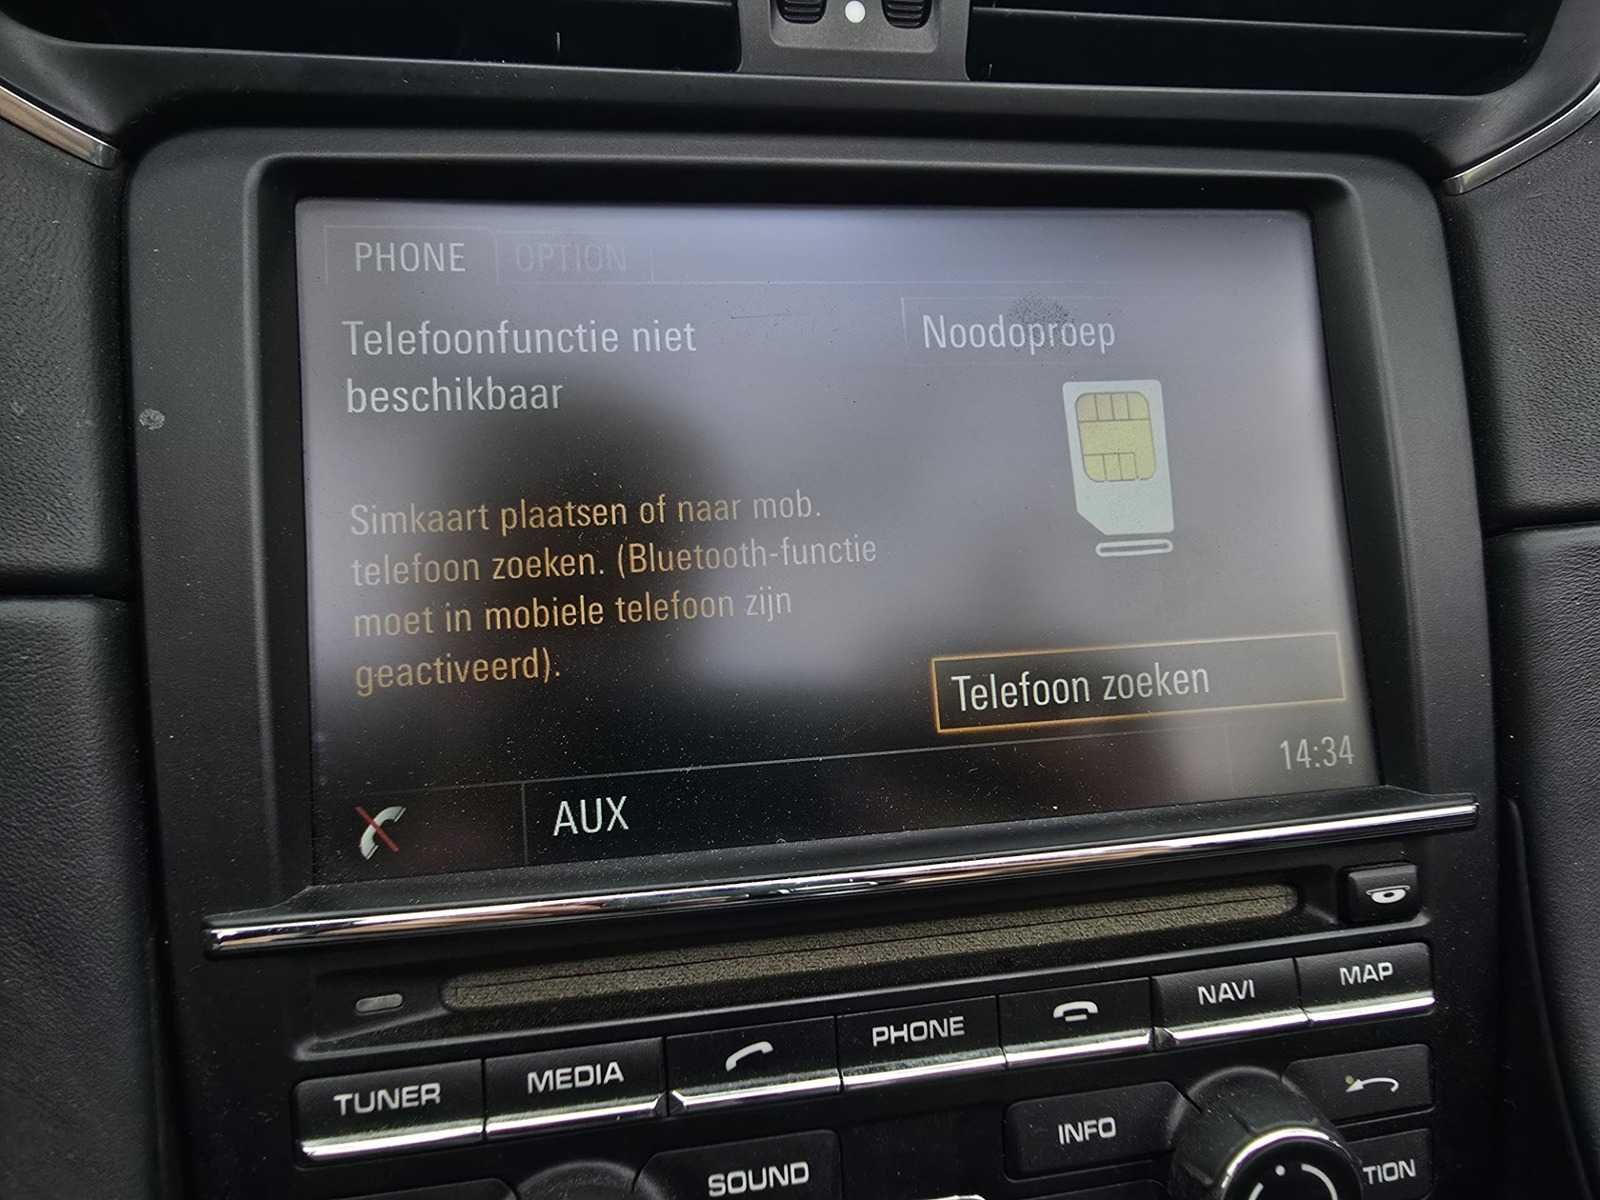 PHONE OPTION
Telefoonfunctie niet
beschikbaar
Noodoproep
Simkaart plaatsen of naar mob.
telefoon zoeken. (Bluetooth-functie
moet in mobiele telefoon zijn
geactiveerd).
Telefoon zoeken
14:34
AUX
TUNER MEDIA PHONE NAVI MAP
INFO
SOUND
TION